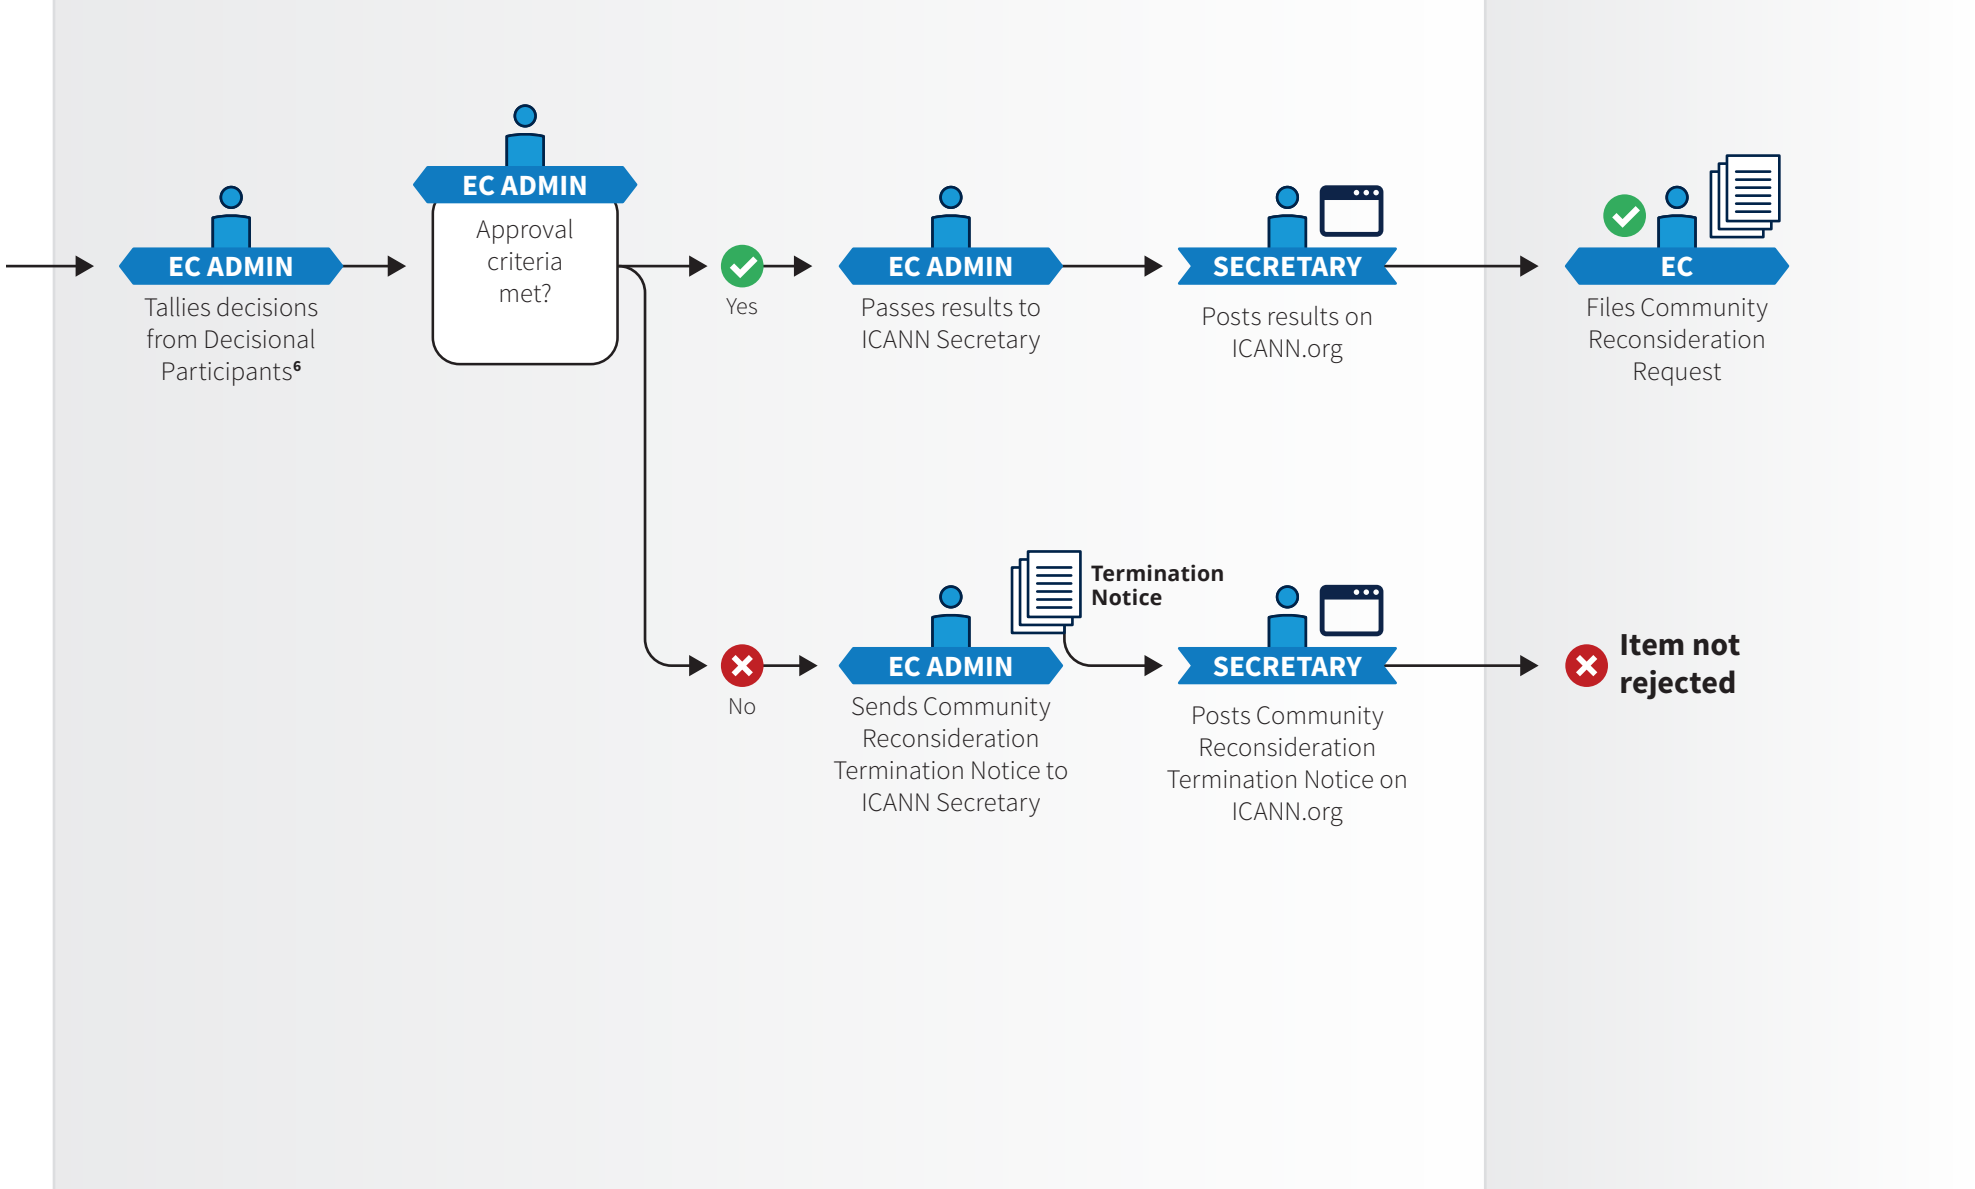 EC ADMIN
Tallies decisions
from Decisional
Participants⁶
EC ADMIN
Approval
criteria
met?
Yes
EC ADMIN
Passes results to
ICANN Secretary
SECRETARY
Posts results on
ICANN.org
EC
Files Community
Reconsideration
Request
No
EC ADMIN
Sends Community
Reconsideration
Termination Notice to
ICANN Secretary
Termination
Notice
SECRETARY
Posts Community
Reconsideration
Termination Notice on
ICANN.org
Item not
rejected